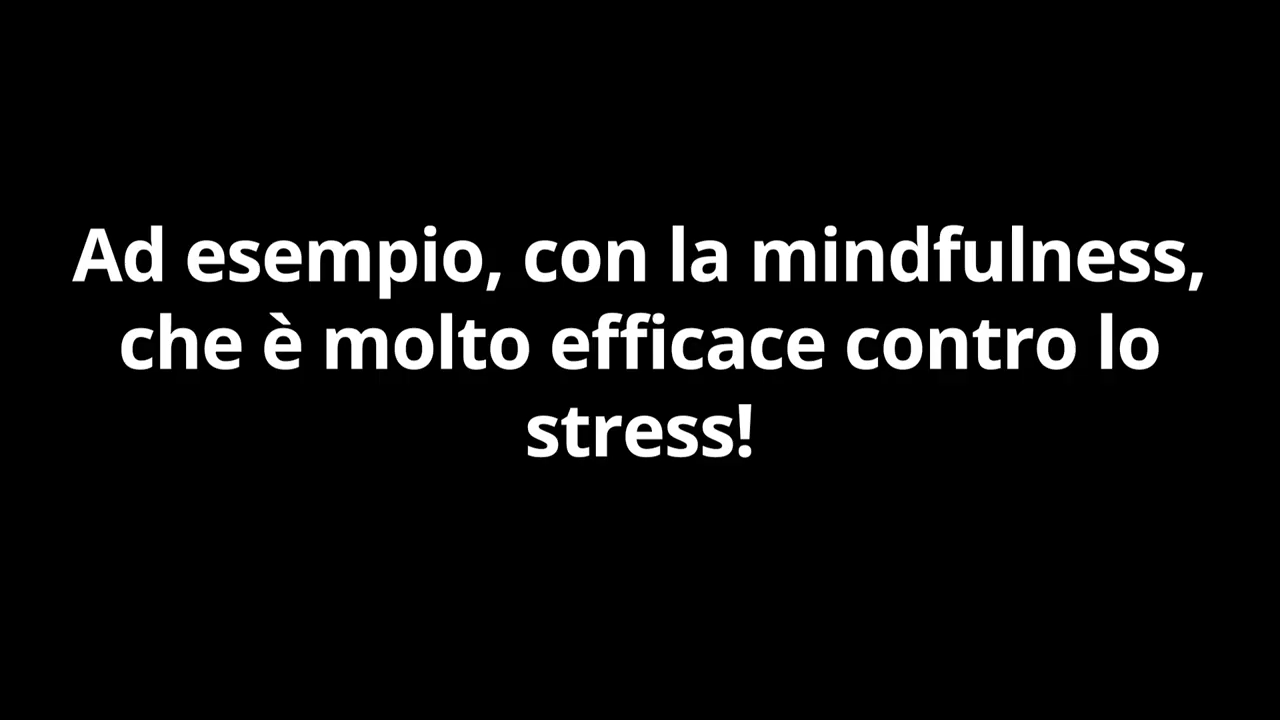 Ad esempio, con la mindfulness,
che è molto efficace contro lo
stress!